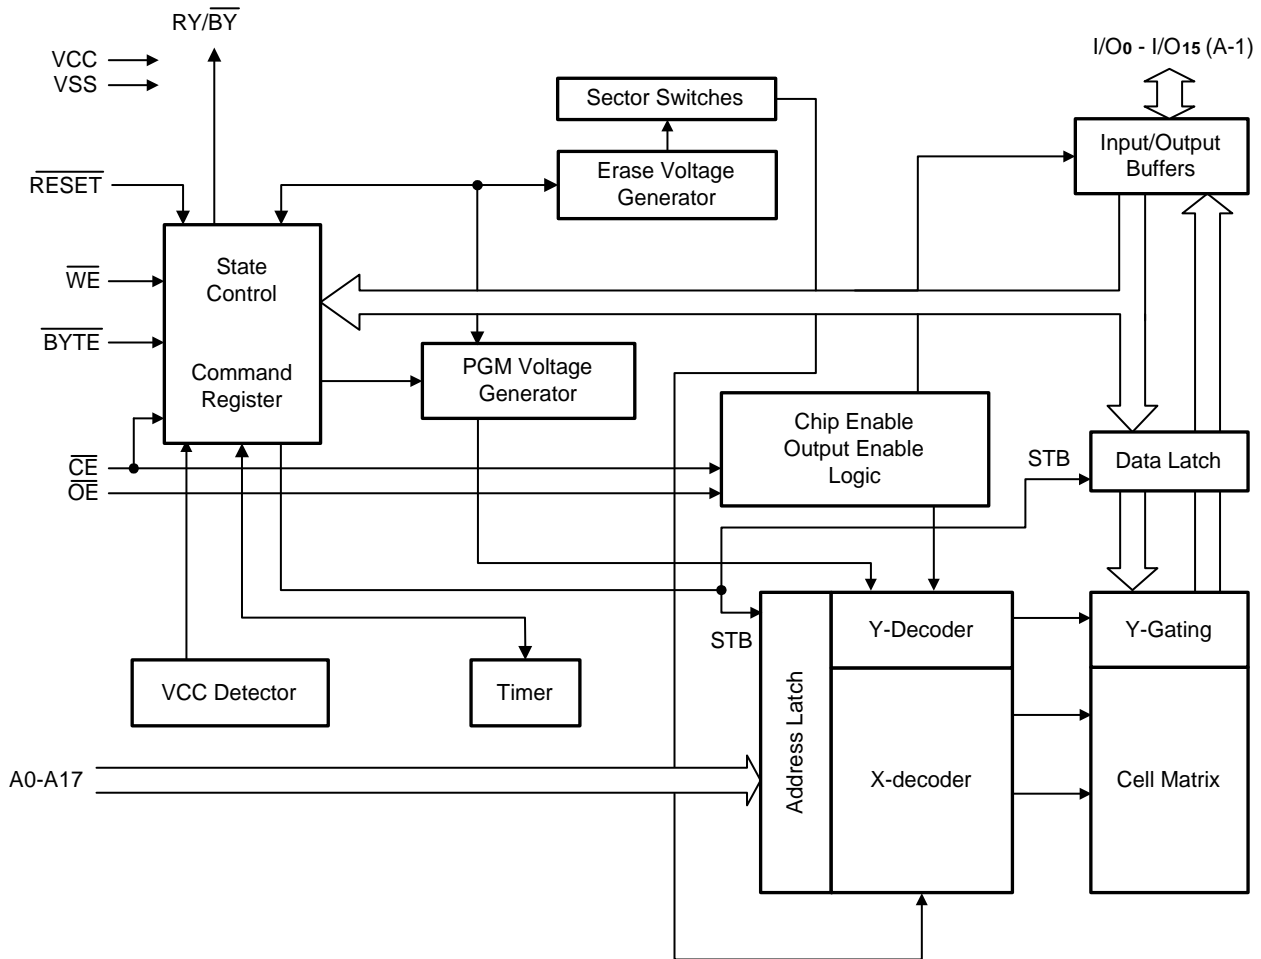 RY/BY
VCC
VSS
I/O0 - I/O15 (A-1)
Sector Switches
Input/Output
Buffers
Erase Voltage
Generator
RESET
State
Control
WE
BYTE
Command
Register
PGM Voltage
Generator
Chip Enable
Output Enable
Logic
CE
OE
STB
Data Latch
STB
Y-Decoder
Y-Gating
VCC Detector
Timer
Address Latch
A0-A17
X-decoder
Cell Matrix